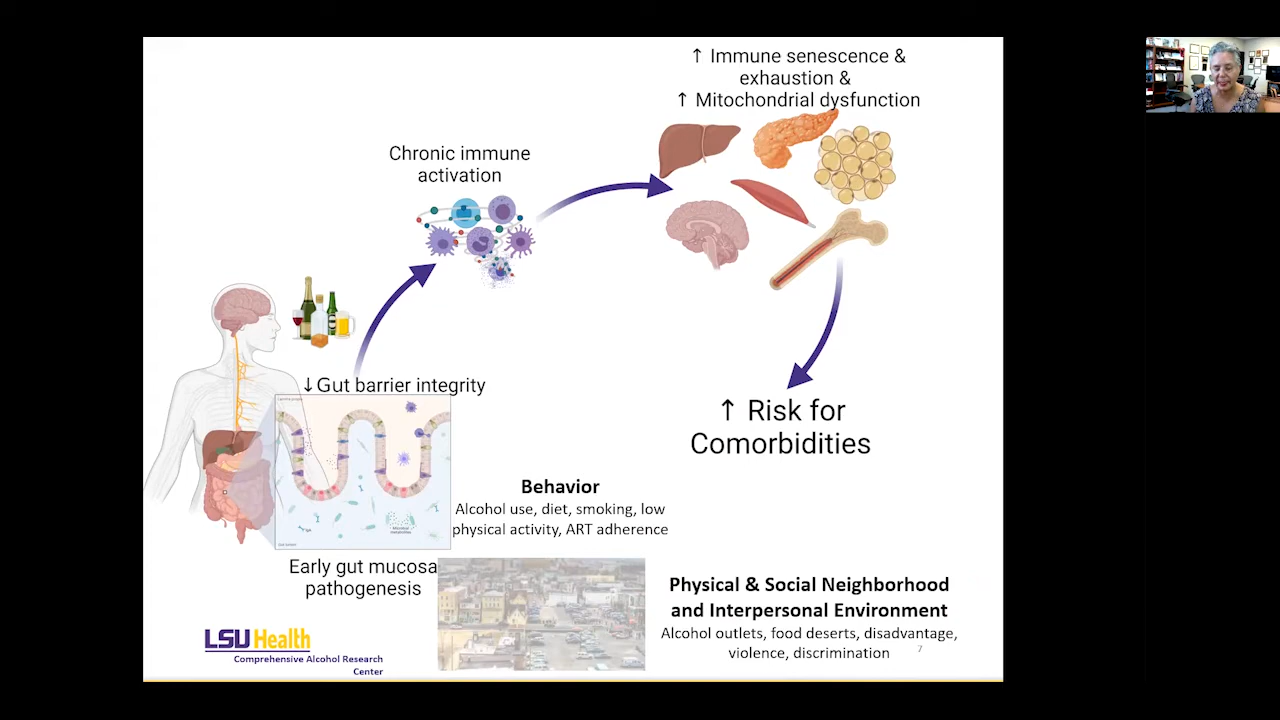 ↑ Immune senescence &
exhaustion &
↑ Mitochondrial dysfunction
Chronic immune
activation
↓Gut barrier integrity
↑ Risk for
Comorbidities
Behavior
Alcohol use, diet, smoking, low
physical activity, ART adherence
Early gut mucosa
pathogenesis
Physical & Social Neighborhood
and Interpersonal Environment
Alcohol outlets, food deserts, disadvantage,
violence, discrimination
7
LSU Health
Comprehensive Alcohol Research
Center